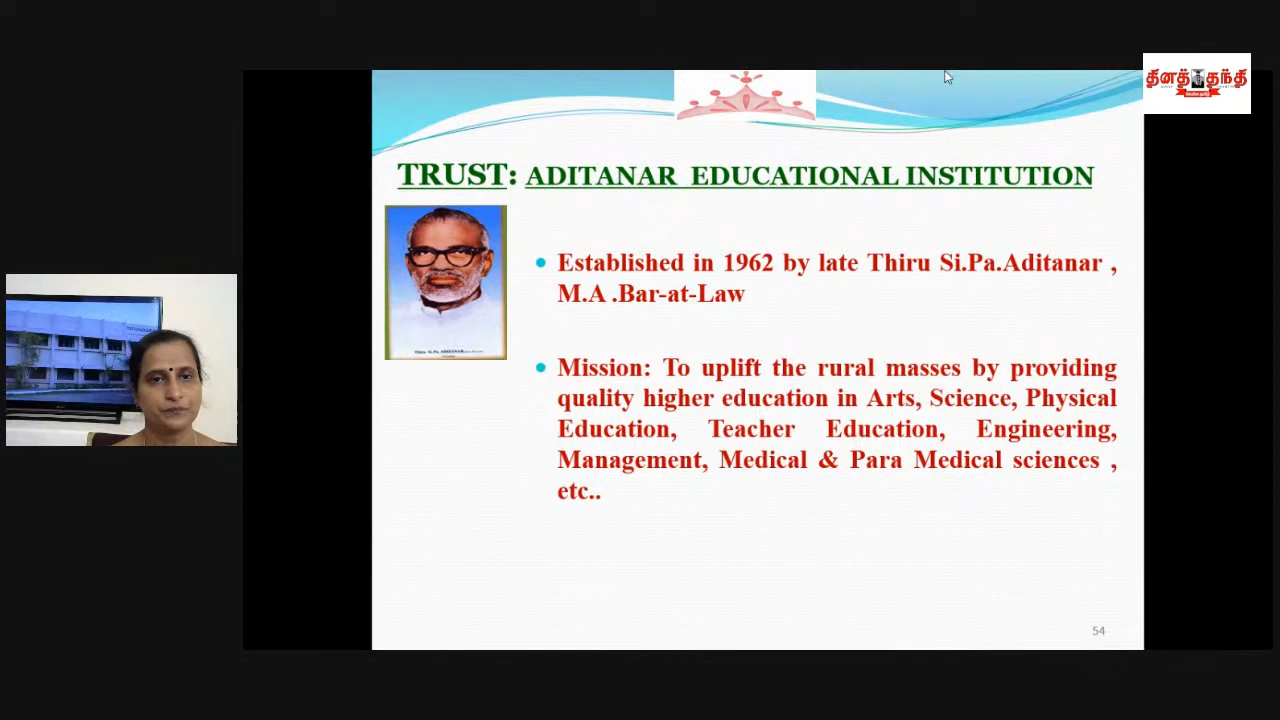 தினத்தந்தி
TRUST: ADITANAR EDUCATIONAL INSTITUTION
• Established in 1962 by late Thiru Si.Pa.Aditanar ,
M.A .Bar-at-Law
• Mission: To uplift the rural masses by providing
quality higher education in Arts, Science, Physical
Education, Teacher Education, Engineering,
Management, Medical & Para Medical sciences ,
etc..
54